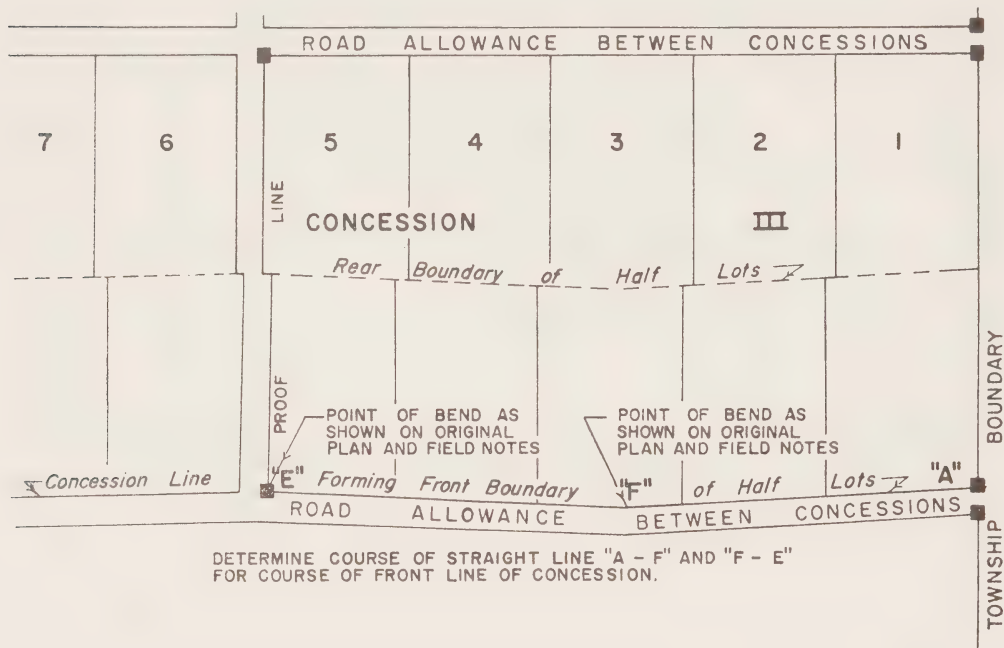 ROAD ALLOWANCE BETWEEN CONCESSIONS
7 6 5 4 3 2 1
LINE
CONCESSION III
Rear Boundary of Half Lots
BOUNDARY
PROOF
POINT OF BEND AS
SHOWN ON ORIGINAL
PLAN AND FIELD NOTES
POINT OF BEND AS
SHOWN ON ORIGINAL
PLAN AND FIELD NOTES
Concession Line "E" Forming Front Boundary "F" of Half Lots "A"
ROAD ALLOWANCE BETWEEN CONCESSIONS
DETERMINE COURSE OF STRAIGHT LINE "A - F" AND "F - E"
FOR COURSE OF FRONT LINE OF CONCESSION.
TOWNSHIP